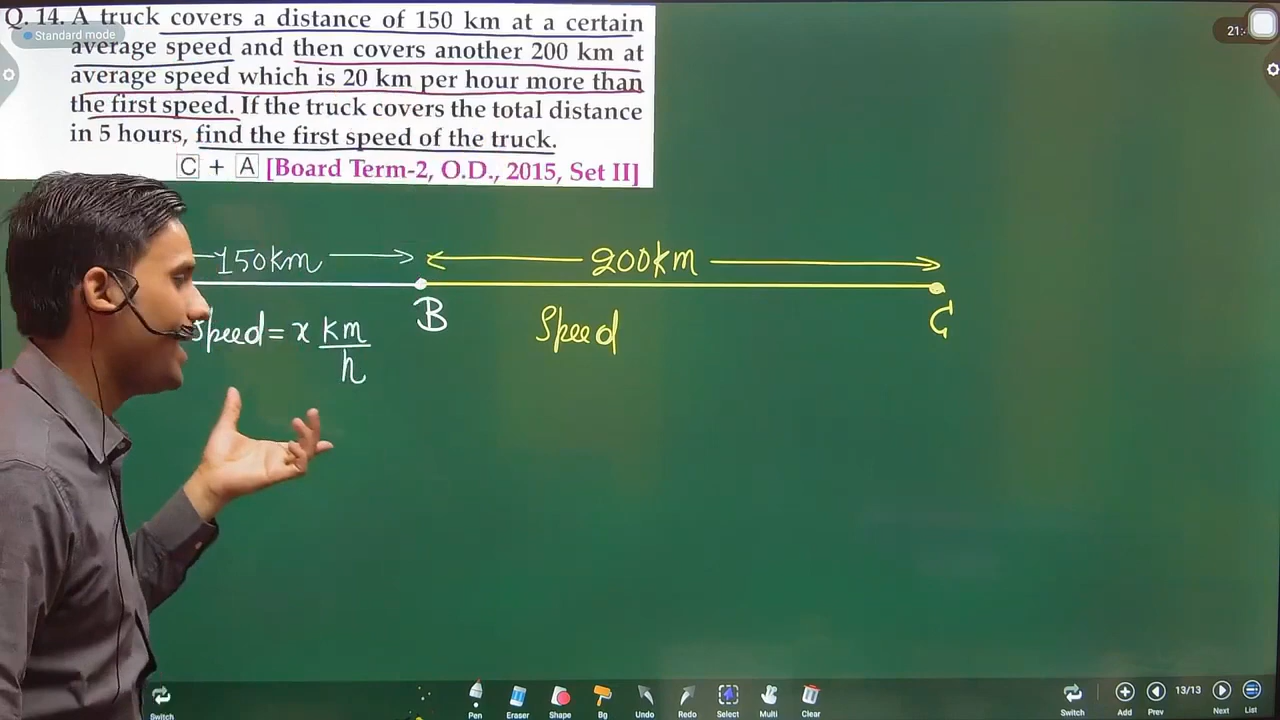 Q. 14. A truck covers a distance of 150 km at a certain
Standard mode
average speed and then covers another 200 km at
average speed which is 20 km per hour more than
the first speed. If the truck covers the total distance
in 5 hours, find the first speed of the truck.
C + A [Board Term-2, O.D., 2015, Set II]
21:
150km
200km
B
C
Speed = x km/h
Speed
Switch
Pen
Eraser
Shape
Bg
Undo
Redo
Select
Multi
Clear
Switch
Add
Prev
13/13
Next
List